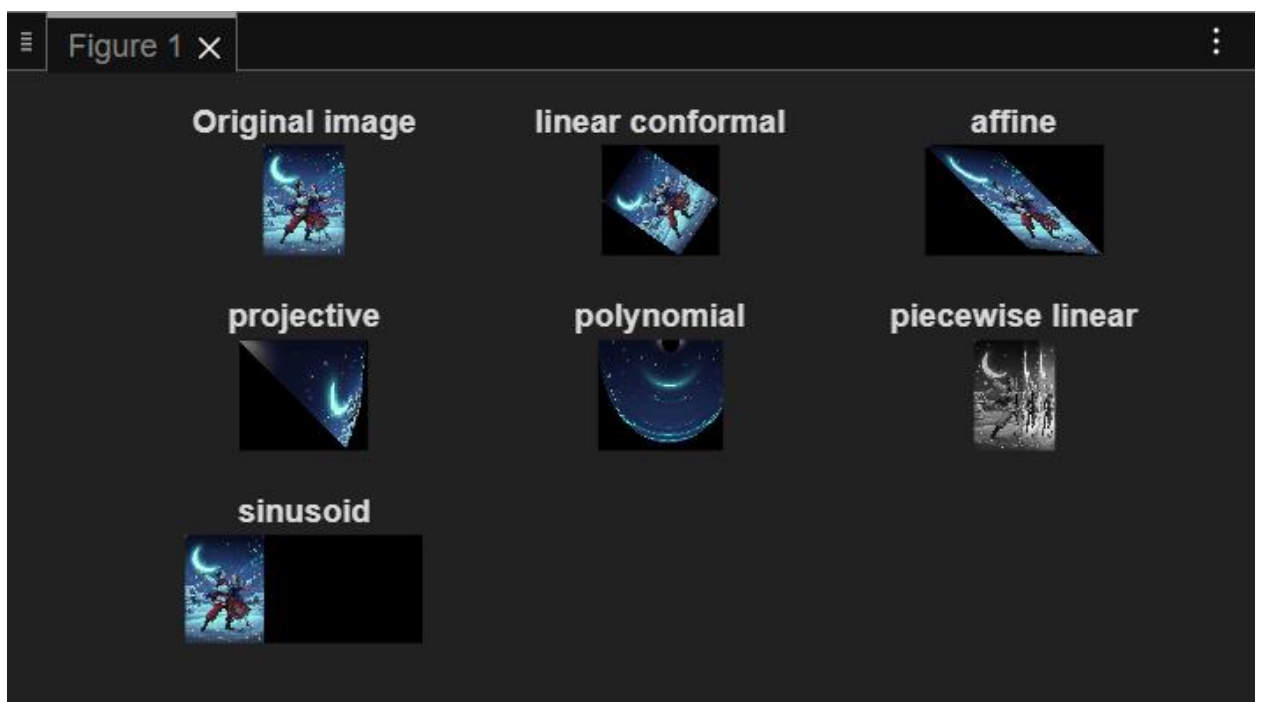 Figure 1
Original image
linear conformal
affine
projective
polynomial
piecewise linear
sinusoid